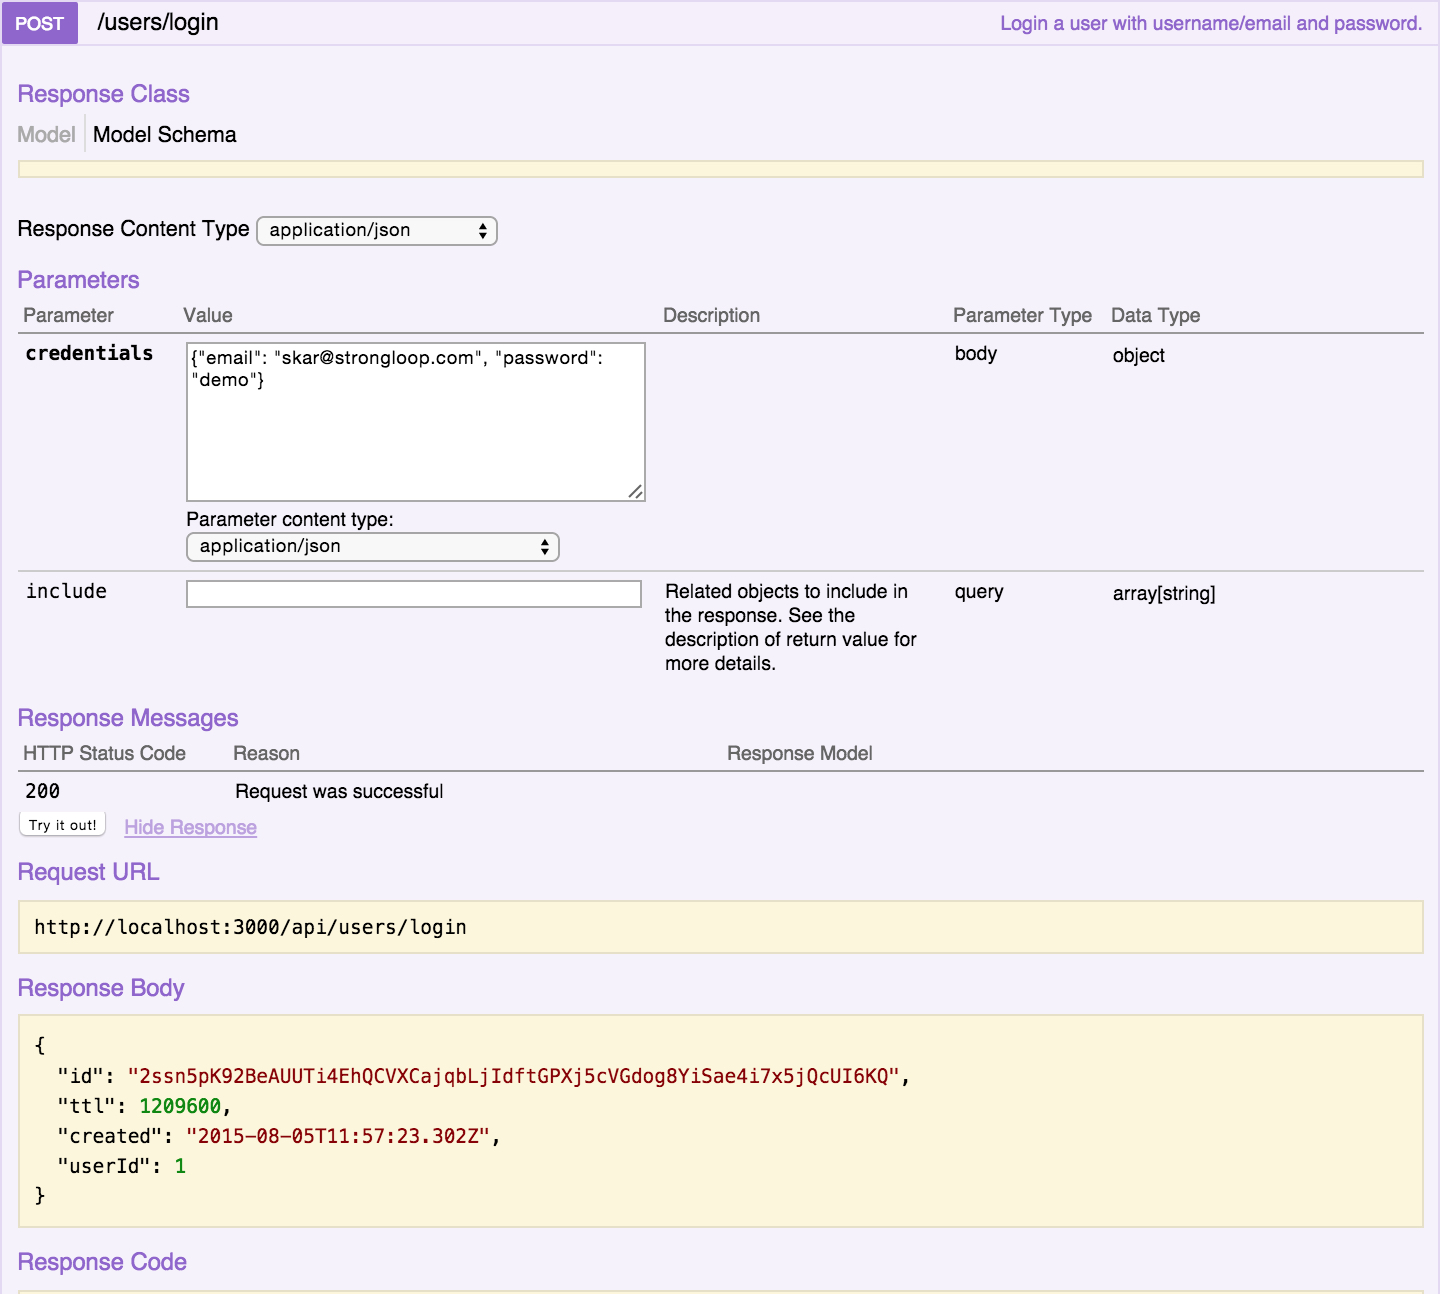 POST /users/login Login a user with username/email and password.
Response Class
Model Model Schema
Response Content Type application/json
Parameters
Parameter Value Description Parameter Type Data Type
credentials {"email": "skar@strongloop.com", "password": body object
"demo"}
Parameter content type:
application/json
include Related objects to include in query array[string]
the response. See the
description of return value for
more details.
Response Messages
HTTP Status Code Reason Response Model
200 Request was successful
Try it out! Hide Response
Request URL
http://localhost:3000/api/users/login
Response Body
{
"id": "2ssn5pK92BeAUUTi4EhQCVXCajqbLjIdftGPXj5cVGdog8YiSae4i7x5jQcUI6KQ",
"ttl": 1209600,
"created": "2015-08-05T11:57:23.302Z",
"userId": 1
}
Response Code